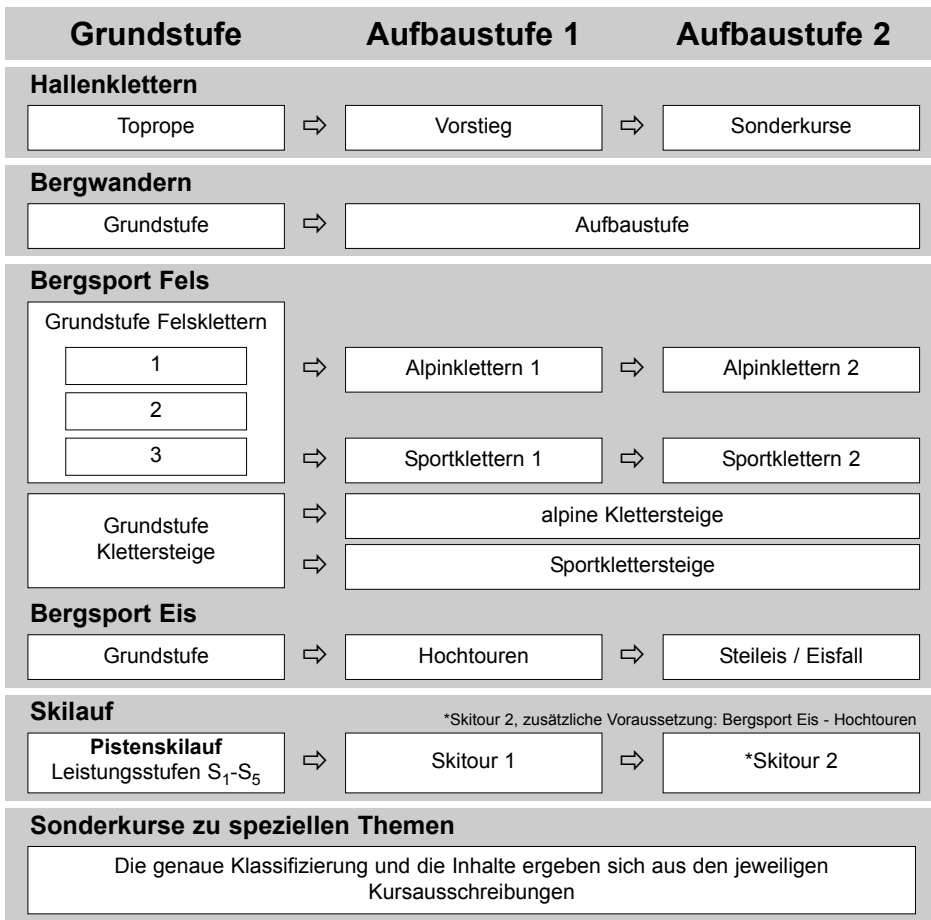 Grundstufe Aufbaustufe 1 Aufbaustufe 2
Hallenklettern
Toprope ⇨ Vorstieg ⇨ Sonderkurse
Bergwandern
Grundstufe ⇨ Aufbaustufe
Bergsport Fels
Grundstufe Felsklettern
1 ⇨ Alpinklettern 1 ⇨ Alpinklettern 2
2
3 ⇨ Sportklettern 1 ⇨ Sportklettern 2
Grundstufe
Klettersteige
⇨ alpine Klettersteige
⇨ Sportklettersteige
Bergsport Eis
Grundstufe ⇨ Hochtouren ⇨ Steileis / Eisfall
Skilauf
*Skitour 2, zusätzliche Voraussetzung: Bergsport Eis - Hochtouren
Pistenskilauf
Leistungsstufen S₁-S₅
⇨ Skitour 1 ⇨ *Skitour 2
Sonderkurse zu speziellen Themen
Die genaue Klassifizierung und die Inhalte ergeben sich aus den jeweiligen
Kursausschreibungen